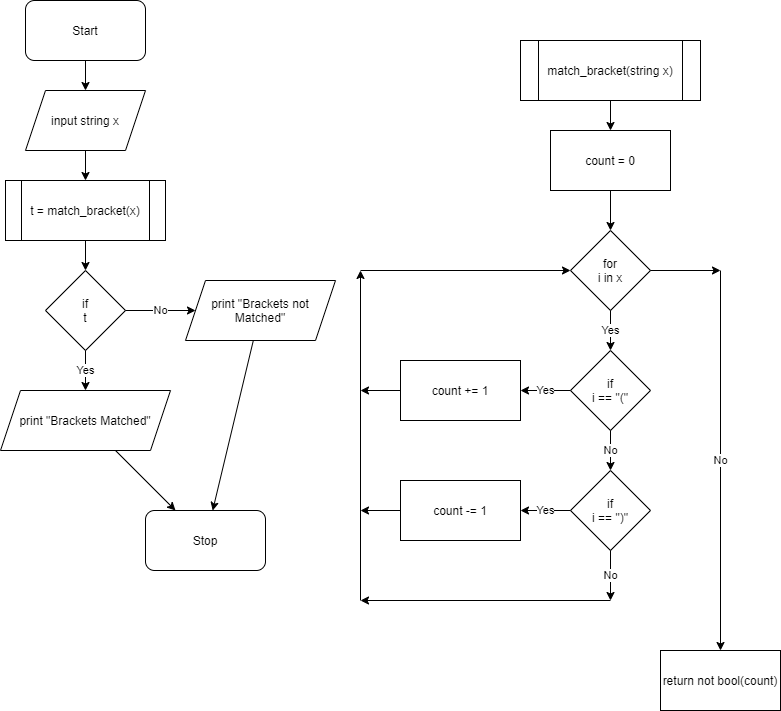 Start
input string x
t = match_bracket(x)
if
t
No
print "Brackets not
Matched"
Yes
print "Brackets Matched"
Stop
match_bracket(string x)
count = 0
for
i in x
Yes
if
i == "("
Yes
count += 1
No
if
i == ")"
Yes
count -= 1
No
No
return not bool(count)